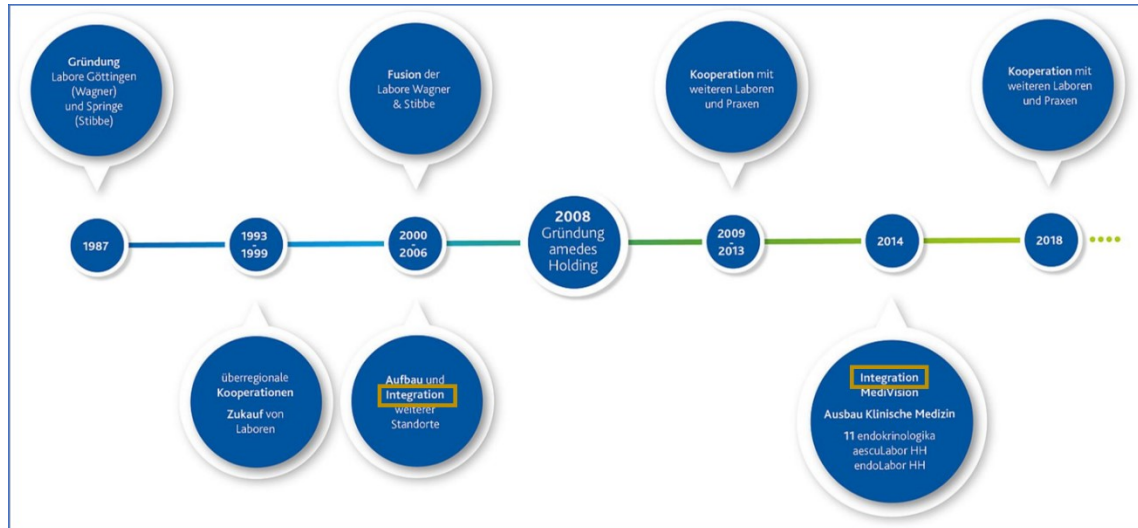 Gründung
Labore Göttingen
(Wagner)
und Springe
(Stibbe)
Fusion der
Labore Wagner
& Stibbe
Kooperation mit
weiteren Laboren
und Praxen
Kooperation mit
weiteren Laboren
und Praxen
1987
1993
-
1999
2000
-
2006
2008
Gründung
amedes
Holding
2009
-
2013
2014
2018
überregionale
Kooperationen
Zukauf von
Laboren
Aufbau und
Integration
weiterer
Standorte
Integration
MediVision
Ausbau Klinische Medizin
11 endokrinologika
aescuLabor HH
endoLabor HH